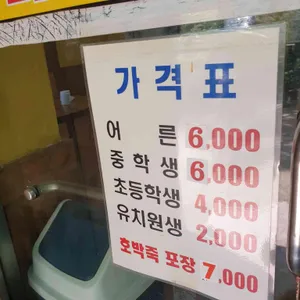 가격표
어 른 6,000
중학생 6,000
초등학생 4,000
유치원생 2,000
호박죽 포장 7,000